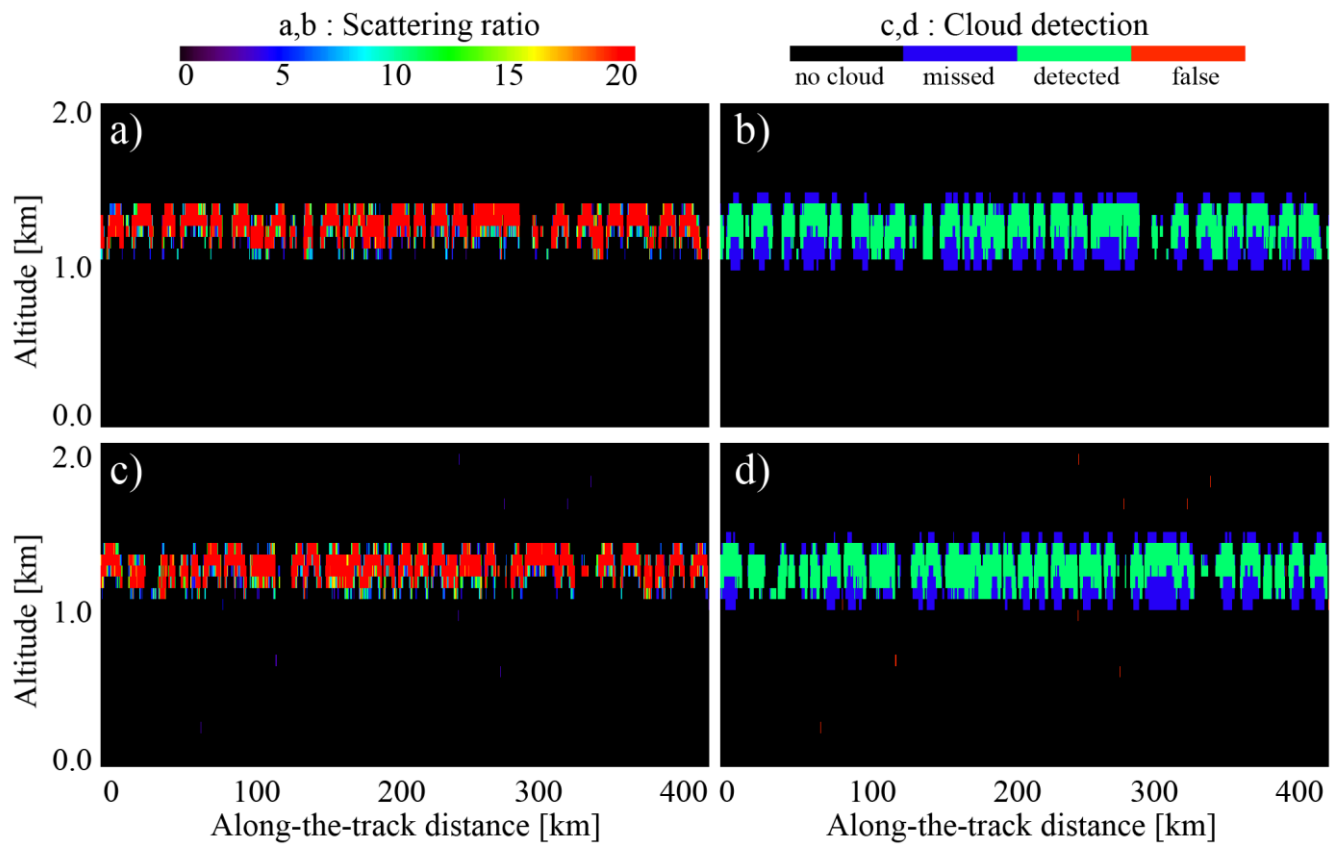 a,b : Scattering ratio
c,d : Cloud detection
0 5 10 15 20
no cloud missed detected false
2.0
a)
b)
Altitude [km]
1.0
0.0
2.0
c)
d)
Altitude [km]
1.0
0.0
0 100 200 300 400
0 100 200 300 400
Along-the-track distance [km]
Along-the-track distance [km]